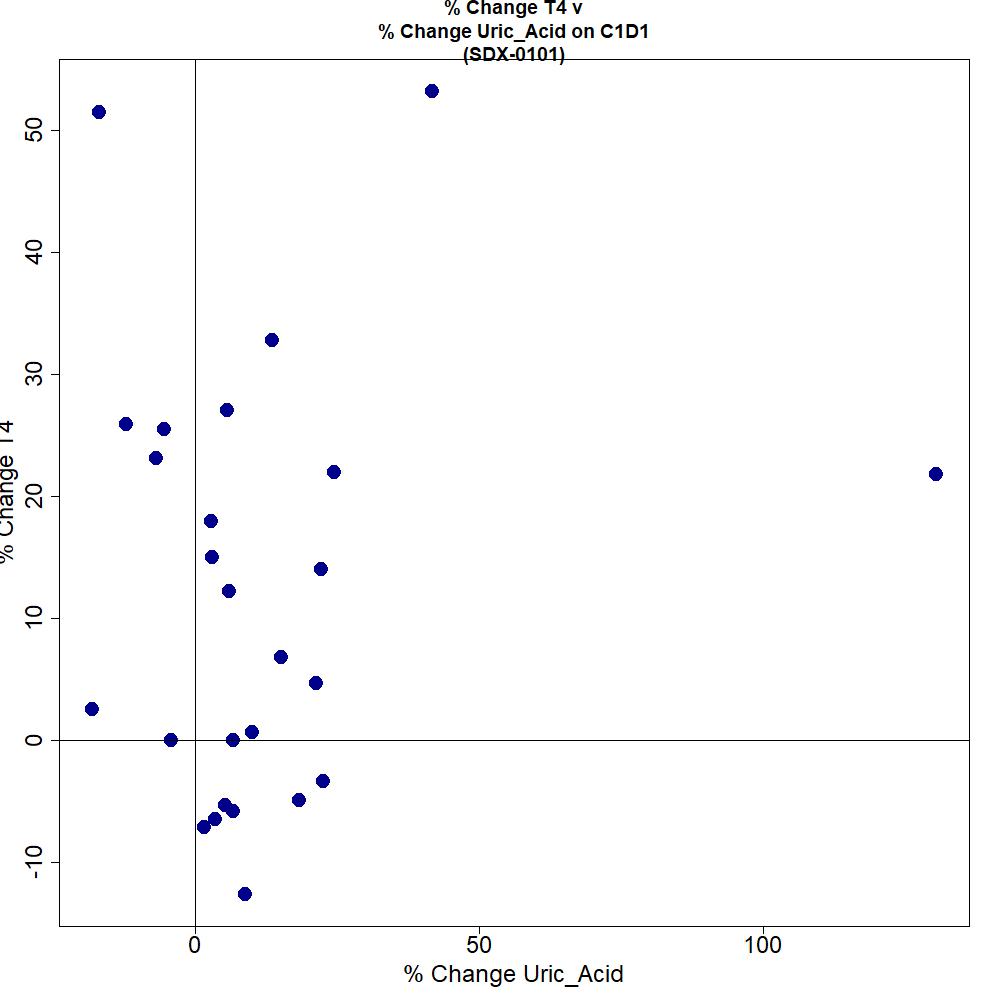 % Change T4 v
% Change Uric_Acid on C1D1
(SDX-0101)
50
40
30
20
10
0
-10
% Change T4
0
50
100
% Change Uric_Acid